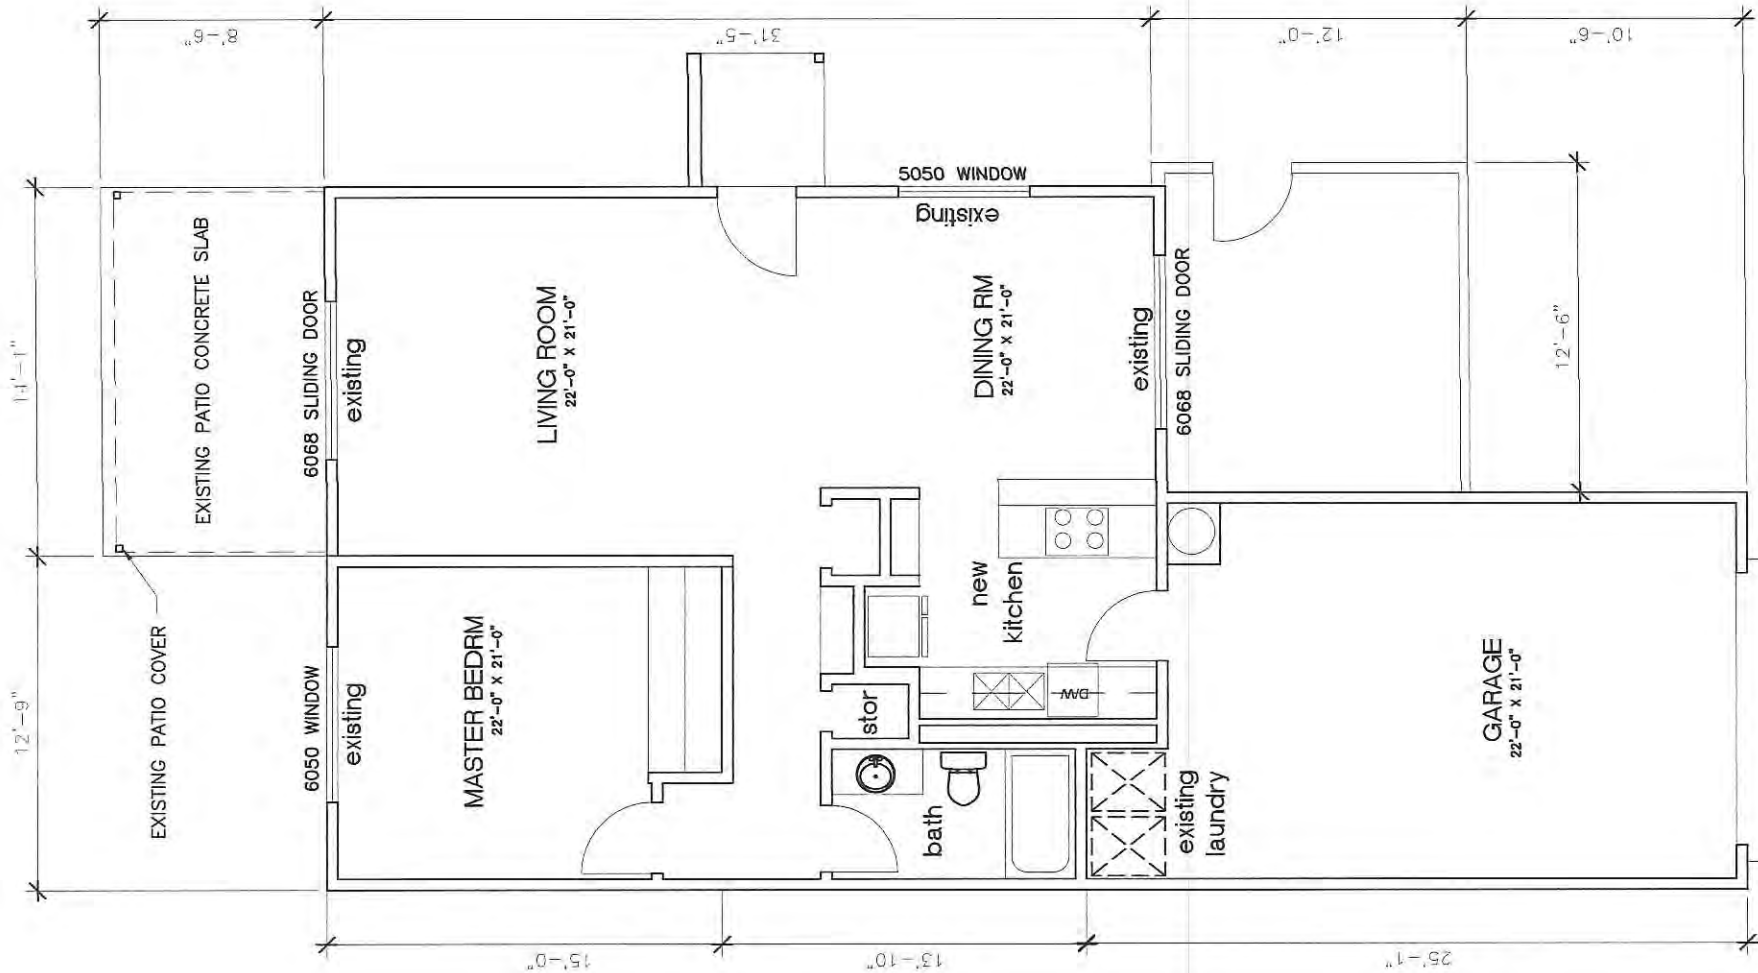 8'-6"
31'-5"
12'-0"
10'-6"
14'-1"
12'-9"
EXISTING PATIO CONCRETE SLAB
EXISTING PATIO COVER
6068 SLIDING DOOR
existing
6050 WINDOW
existing
LIVING ROOM
22'-0" X 21'-0"
MASTER BEDRM
22'-0" X 21'-0"
5050 WINDOW
existing
DINING RM
22'-0" X 21'-0"
existing
6068 SLIDING DOOR
12'-6"
new
kitchen
D/W
stor
bath
existing
laundry
GARAGE
22'-0" X 21'-0"
15'-0"
13'-10"
25'-1"